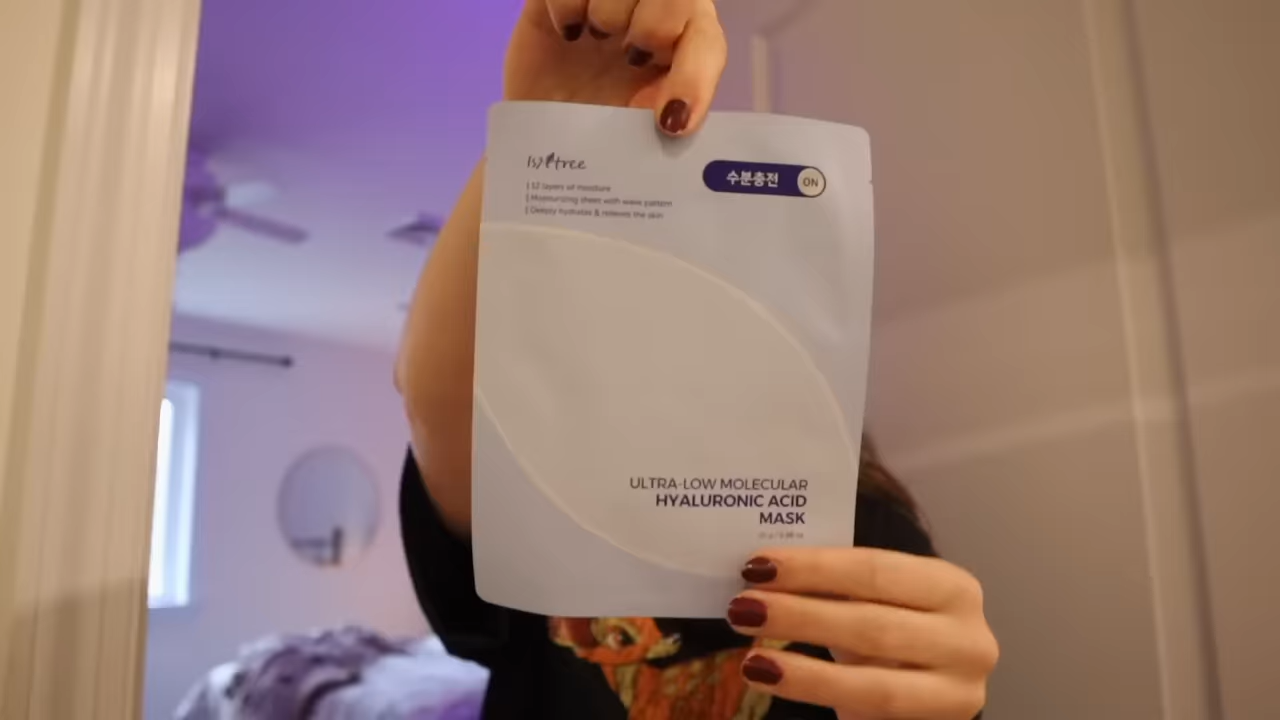 Isntree
수분충전 ON
| 12 layers of moisture
| Moisturizing sheet with wave pattern
| Deeply hydrates & relieves the skin
ULTRA-LOW MOLECULAR
HYALURONIC ACID
MASK